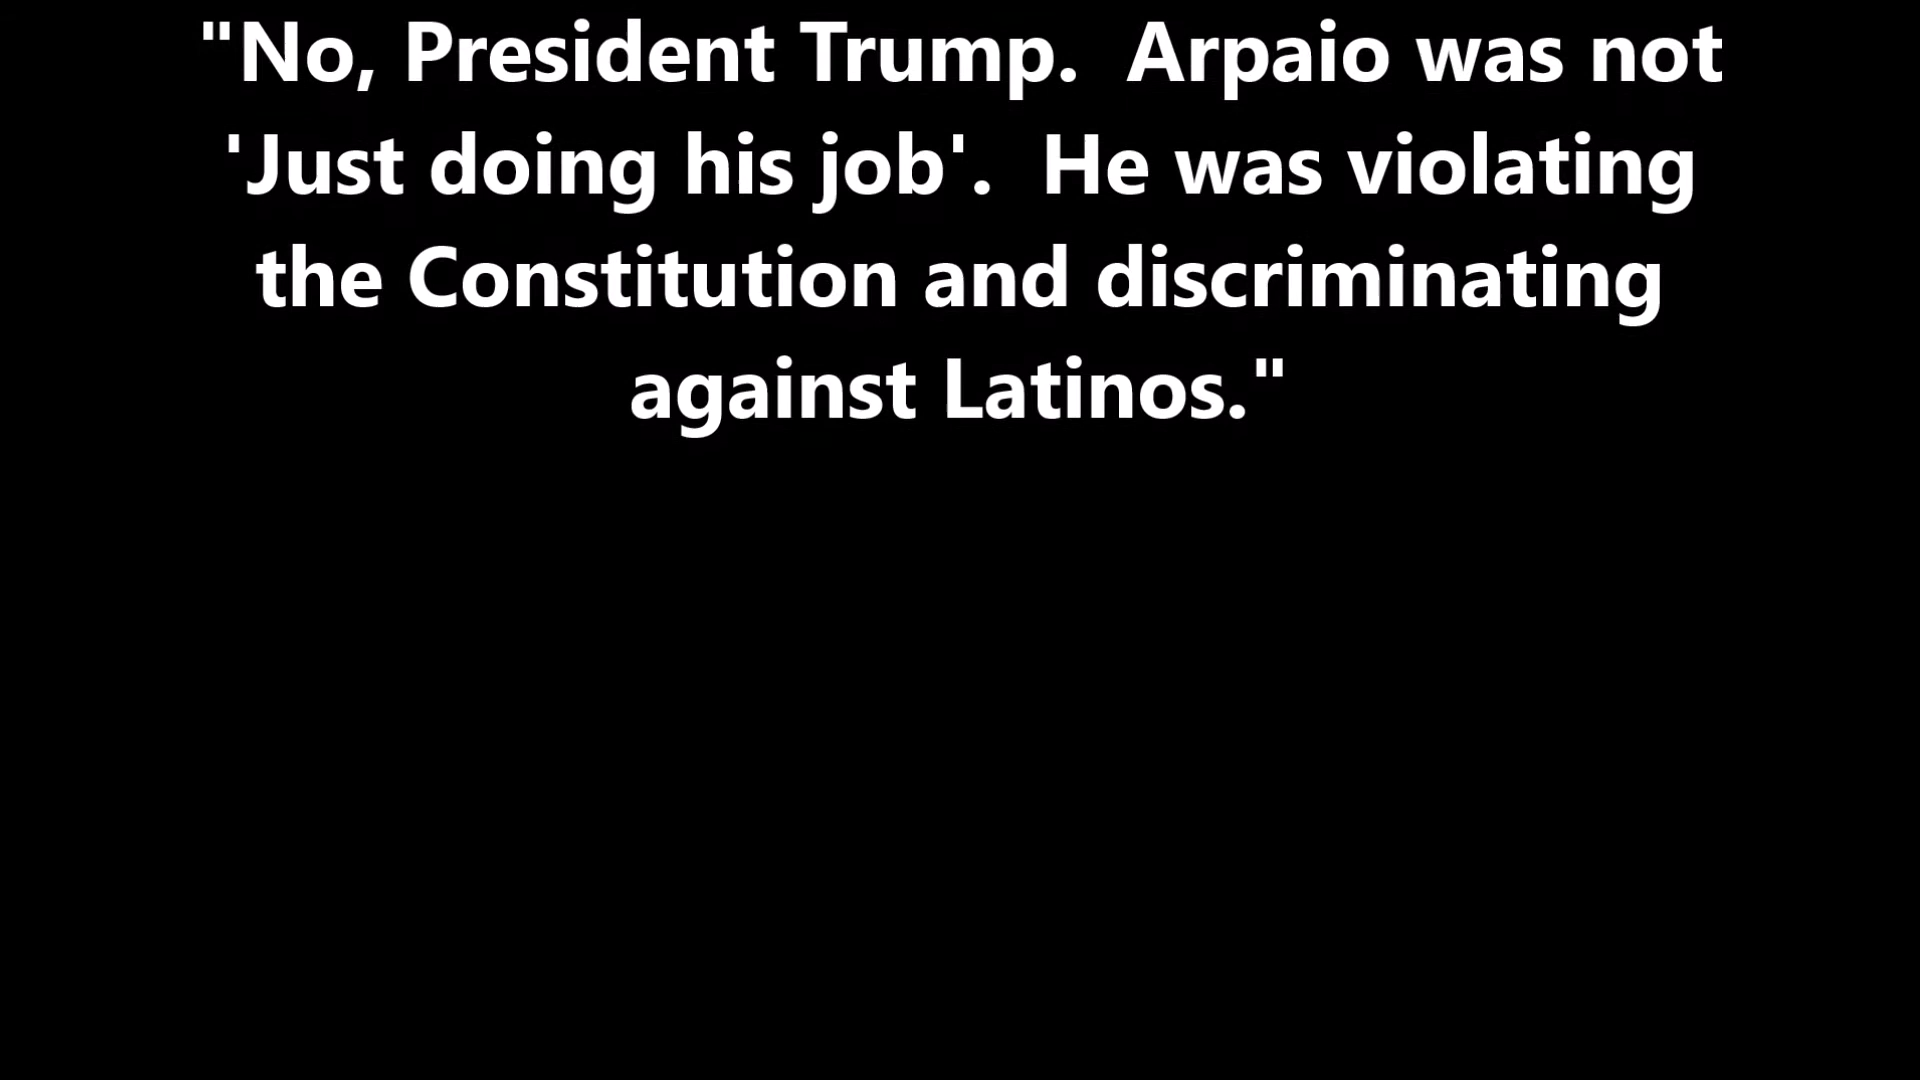 "No, President Trump.  Arpaio was not
'Just doing his job'.  He was violating
the Constitution and discriminating
against Latinos."